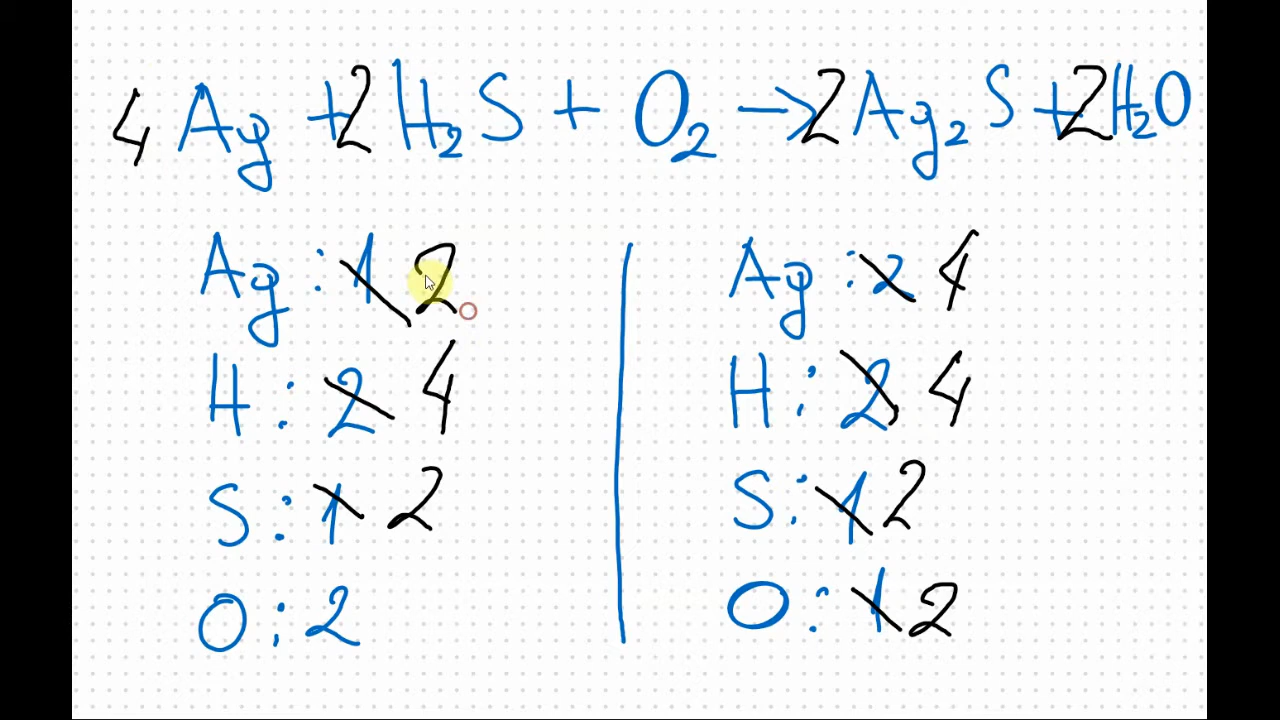 4 Ag + 2 H₂S + O₂ → 2 Ag₂S + 2 H₂O
Ag : 1 2
H : 2 4
S : 1 2
O : 2
Ag : 2 4
H : 2 4
S : 1 2
O : 1 2